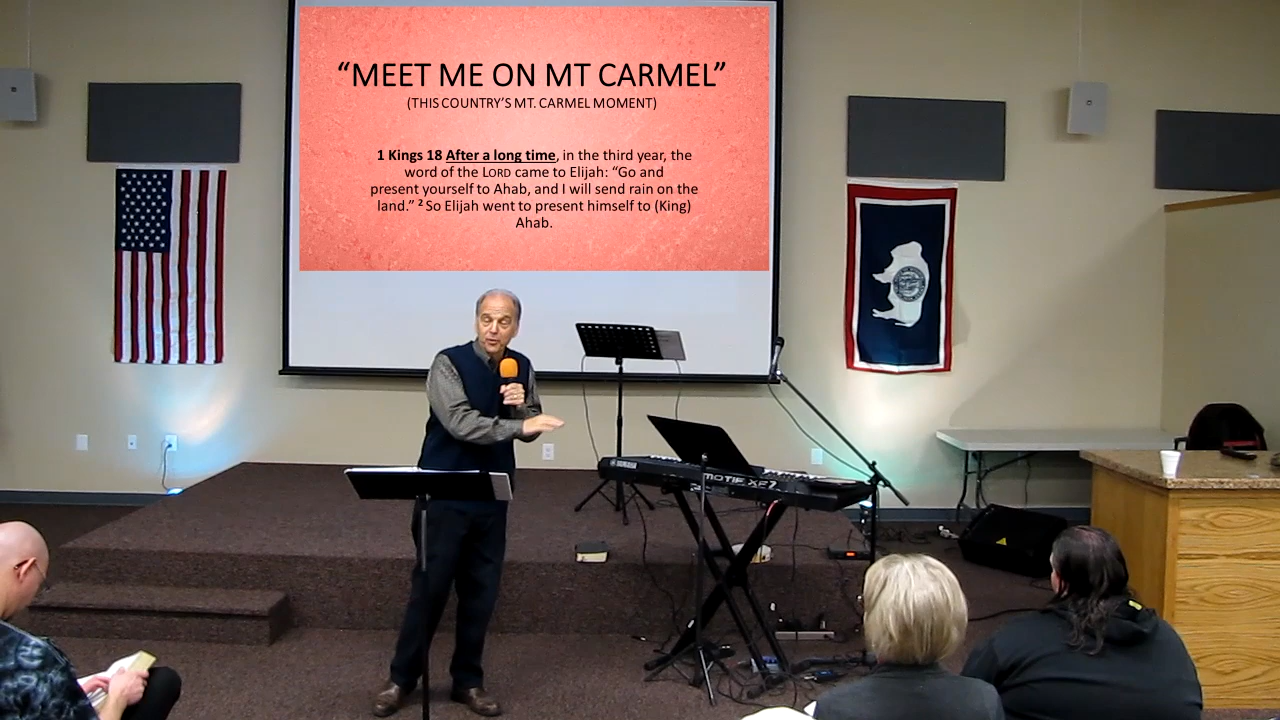 “MEET ME ON MT CARMEL”
(THIS COUNTRY’S MT. CARMEL MOMENT)
1 Kings 18 After a long time, in the third year, the
word of the LORD came to Elijah: “Go and
present yourself to Ahab, and I will send rain on the
land.” ² So Elijah went to present himself to (King)
Ahab.
YAMAHA
MOTIF XF7